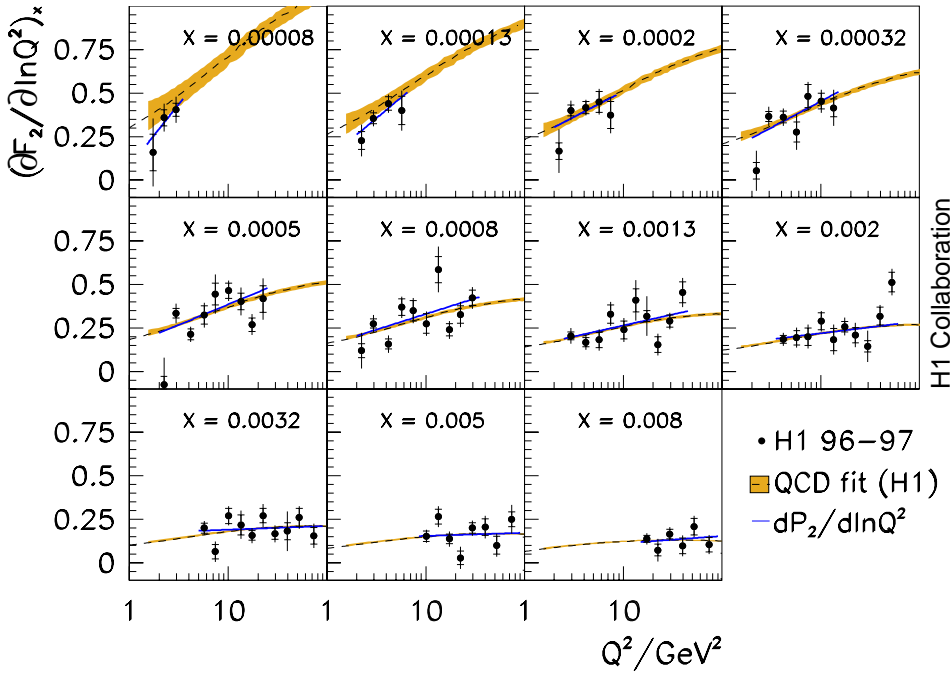 (∂F₂/∂lnQ²)ₓ
X = 0.00008
X = 0.00013
X = 0.0002
X = 0.00032
0.75
0.5
0.25
0
X = 0.0005
X = 0.0008
X = 0.0013
X = 0.002
0.75
0.5
0.25
0
X = 0.0032
X = 0.005
X = 0.008
0.75
0.5
0.25
0
1
10
1
10
1
10
Q²/GeV²
H1 96−97
QCD fit (H1)
dP₂/dlnQ²
H1 Collaboration